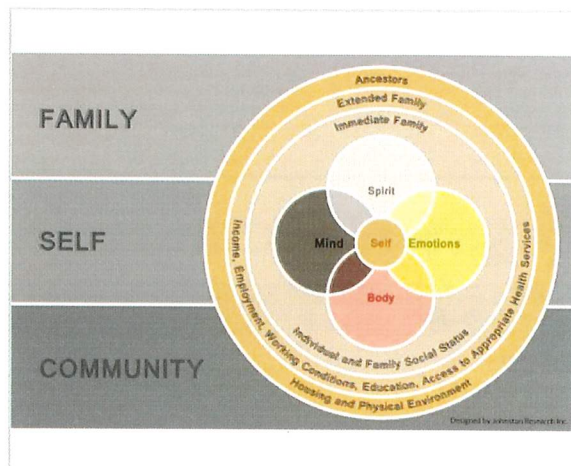 FAMILY
SELF
COMMUNITY
Ancestors
Extended Family
Immediate Family
Spirit
Mind
Self
Emotions
Body
Individual and Family Social Status
Income, Employment, Working Conditions, Education, Access to Appropriate Health Services
Housing and Physical Environment
Designed by Johnston Research Inc.